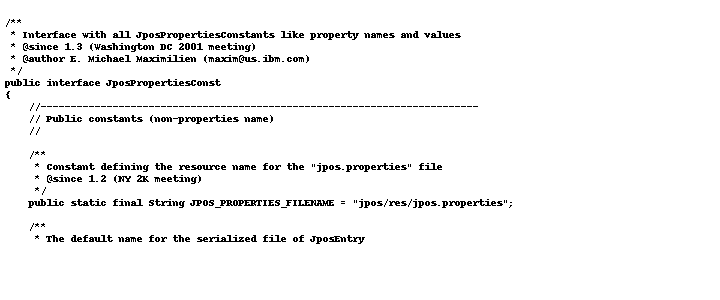 /**
 * Interface with all JposPropertiesConstants like property names and values
 * @since 1.3 (Washington DC 2001 meeting)
 * @author E. Michael Maximilien (maxim@us.ibm.com)
 */
public interface JposPropertiesConst
{
    //-------------------------------------------------------------------------
    // Public constants (non-properties name)
    //
    /**
     * Constant defining the resource name for the "jpos.properties" file
     * @since 1.2 (NY 2K meeting)
     */
    public static final String JPOS_PROPERTIES_FILENAME = "jpos/res/jpos.properties";
    /**
     * The default name for the serialized file of JposEntry